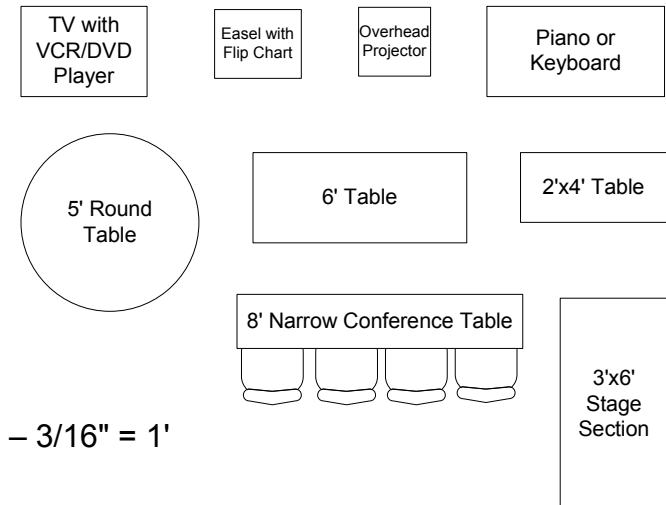 TV with
VCR/DVD
Player
Easel with
Flip Chart
Overhead
Projector
Piano or
Keyboard
5' Round
Table
6' Table
2'x4' Table
8' Narrow Conference Table
3'x6'
Stage
Section
– 3/16" = 1'